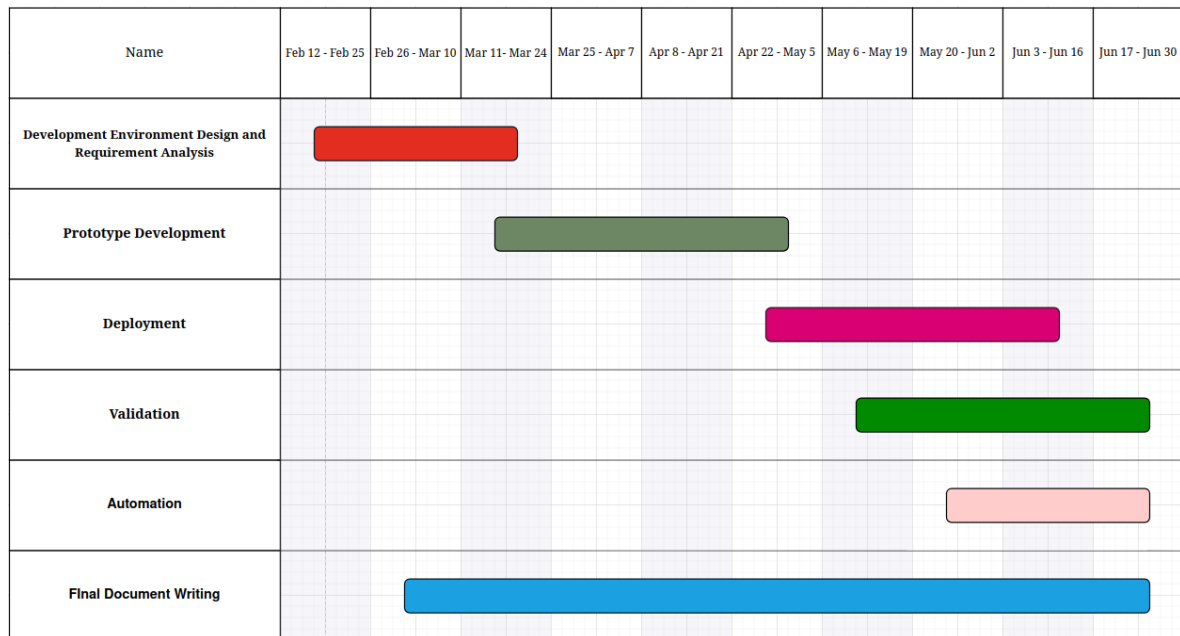 Name
Feb 12 - Feb 25
Feb 26 - Mar 10
Mar 11- Mar 24
Mar 25 - Apr 7
Apr 8 - Apr 21
Apr 22 - May 5
May 6 - May 19
May 20 - Jun 2
Jun 3 - Jun 16
Jun 17 - Jun 30
Development Environment Design and
Requirement Analysis
Prototype Development
Deployment
Validation
Automation
FInal Document Writing